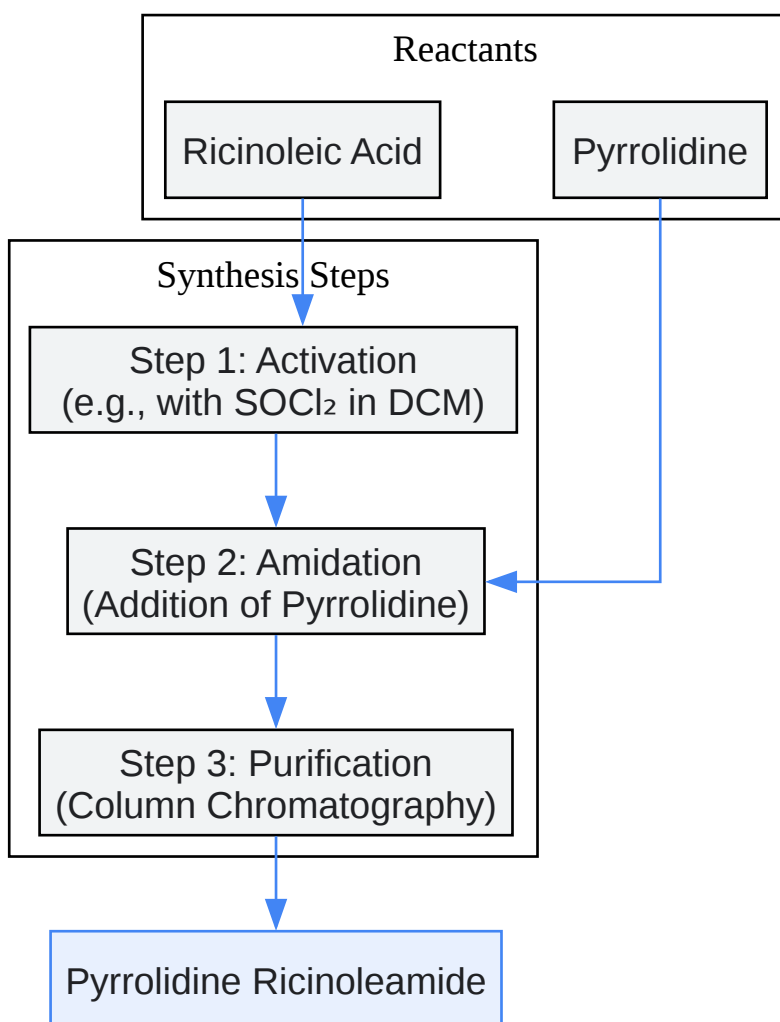 Reactants
Ricinoleic Acid
Pyrrolidine
Synthesis Steps
Step 1: Activation
(e.g., with SOCl₂ in DCM)
Step 2: Amidation
(Addition of Pyrrolidine)
Step 3: Purification
(Column Chromatography)
Pyrrolidine Ricinoleamide